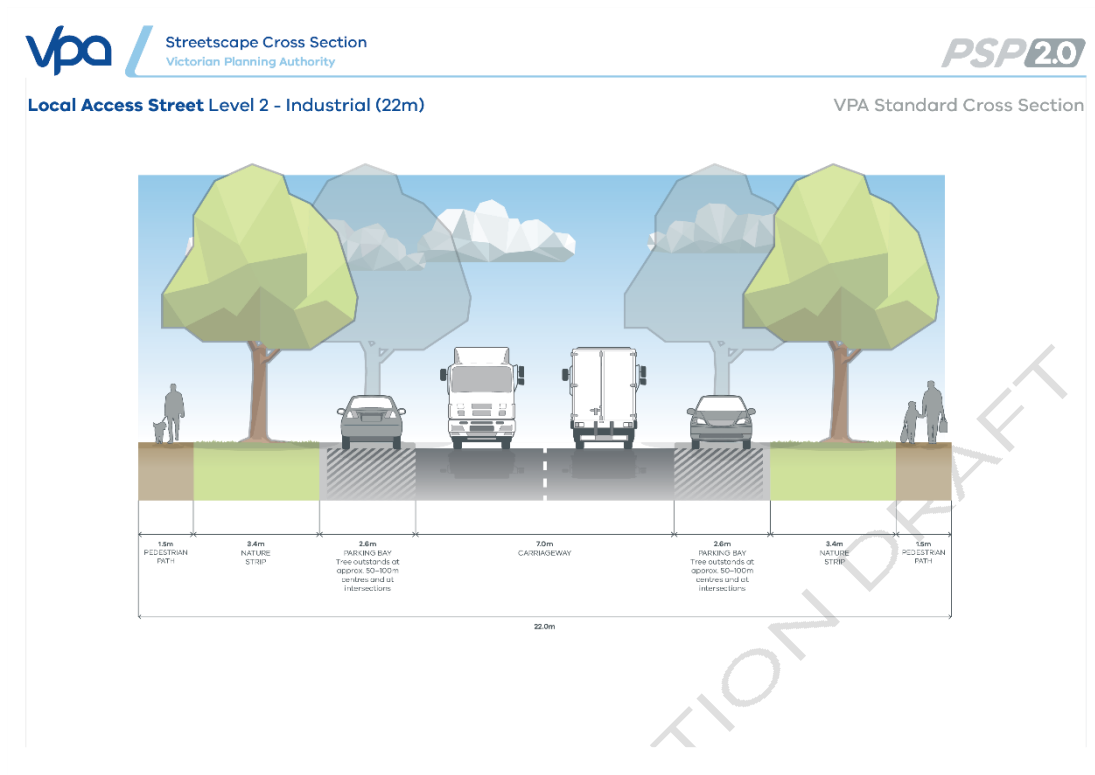 vpa
Streetscape Cross Section
Victorian Planning Authority
PSP 2.0
Local Access Street Level 2 - Industrial (22m)
VPA Standard Cross Section
1.5m
PEDESTRIAN
PATH
3.4m
NATURE
STRIP
2.6m
PARKING BAY
Tree outstands at
approx. 50–100m
centres and at
intersections
7.0m
CARRIAGEWAY
2.6m
PARKING BAY
Tree outstands at
approx. 50–100m
centres and at
intersections
3.4m
NATURE
STRIP
1.5m
PEDESTRIAN
PATH
22.0m
TION DRAFT